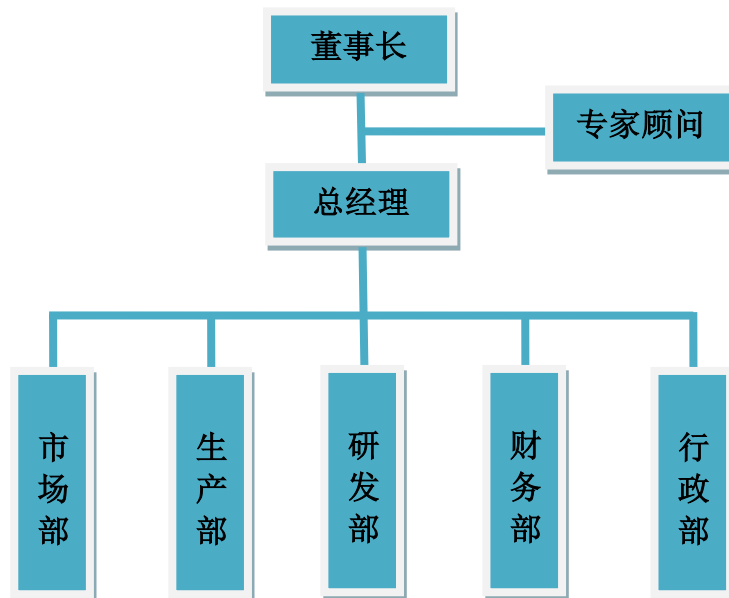 董事长
专家顾问
总经理
市场部
生产部
研发部
财务部
行政部